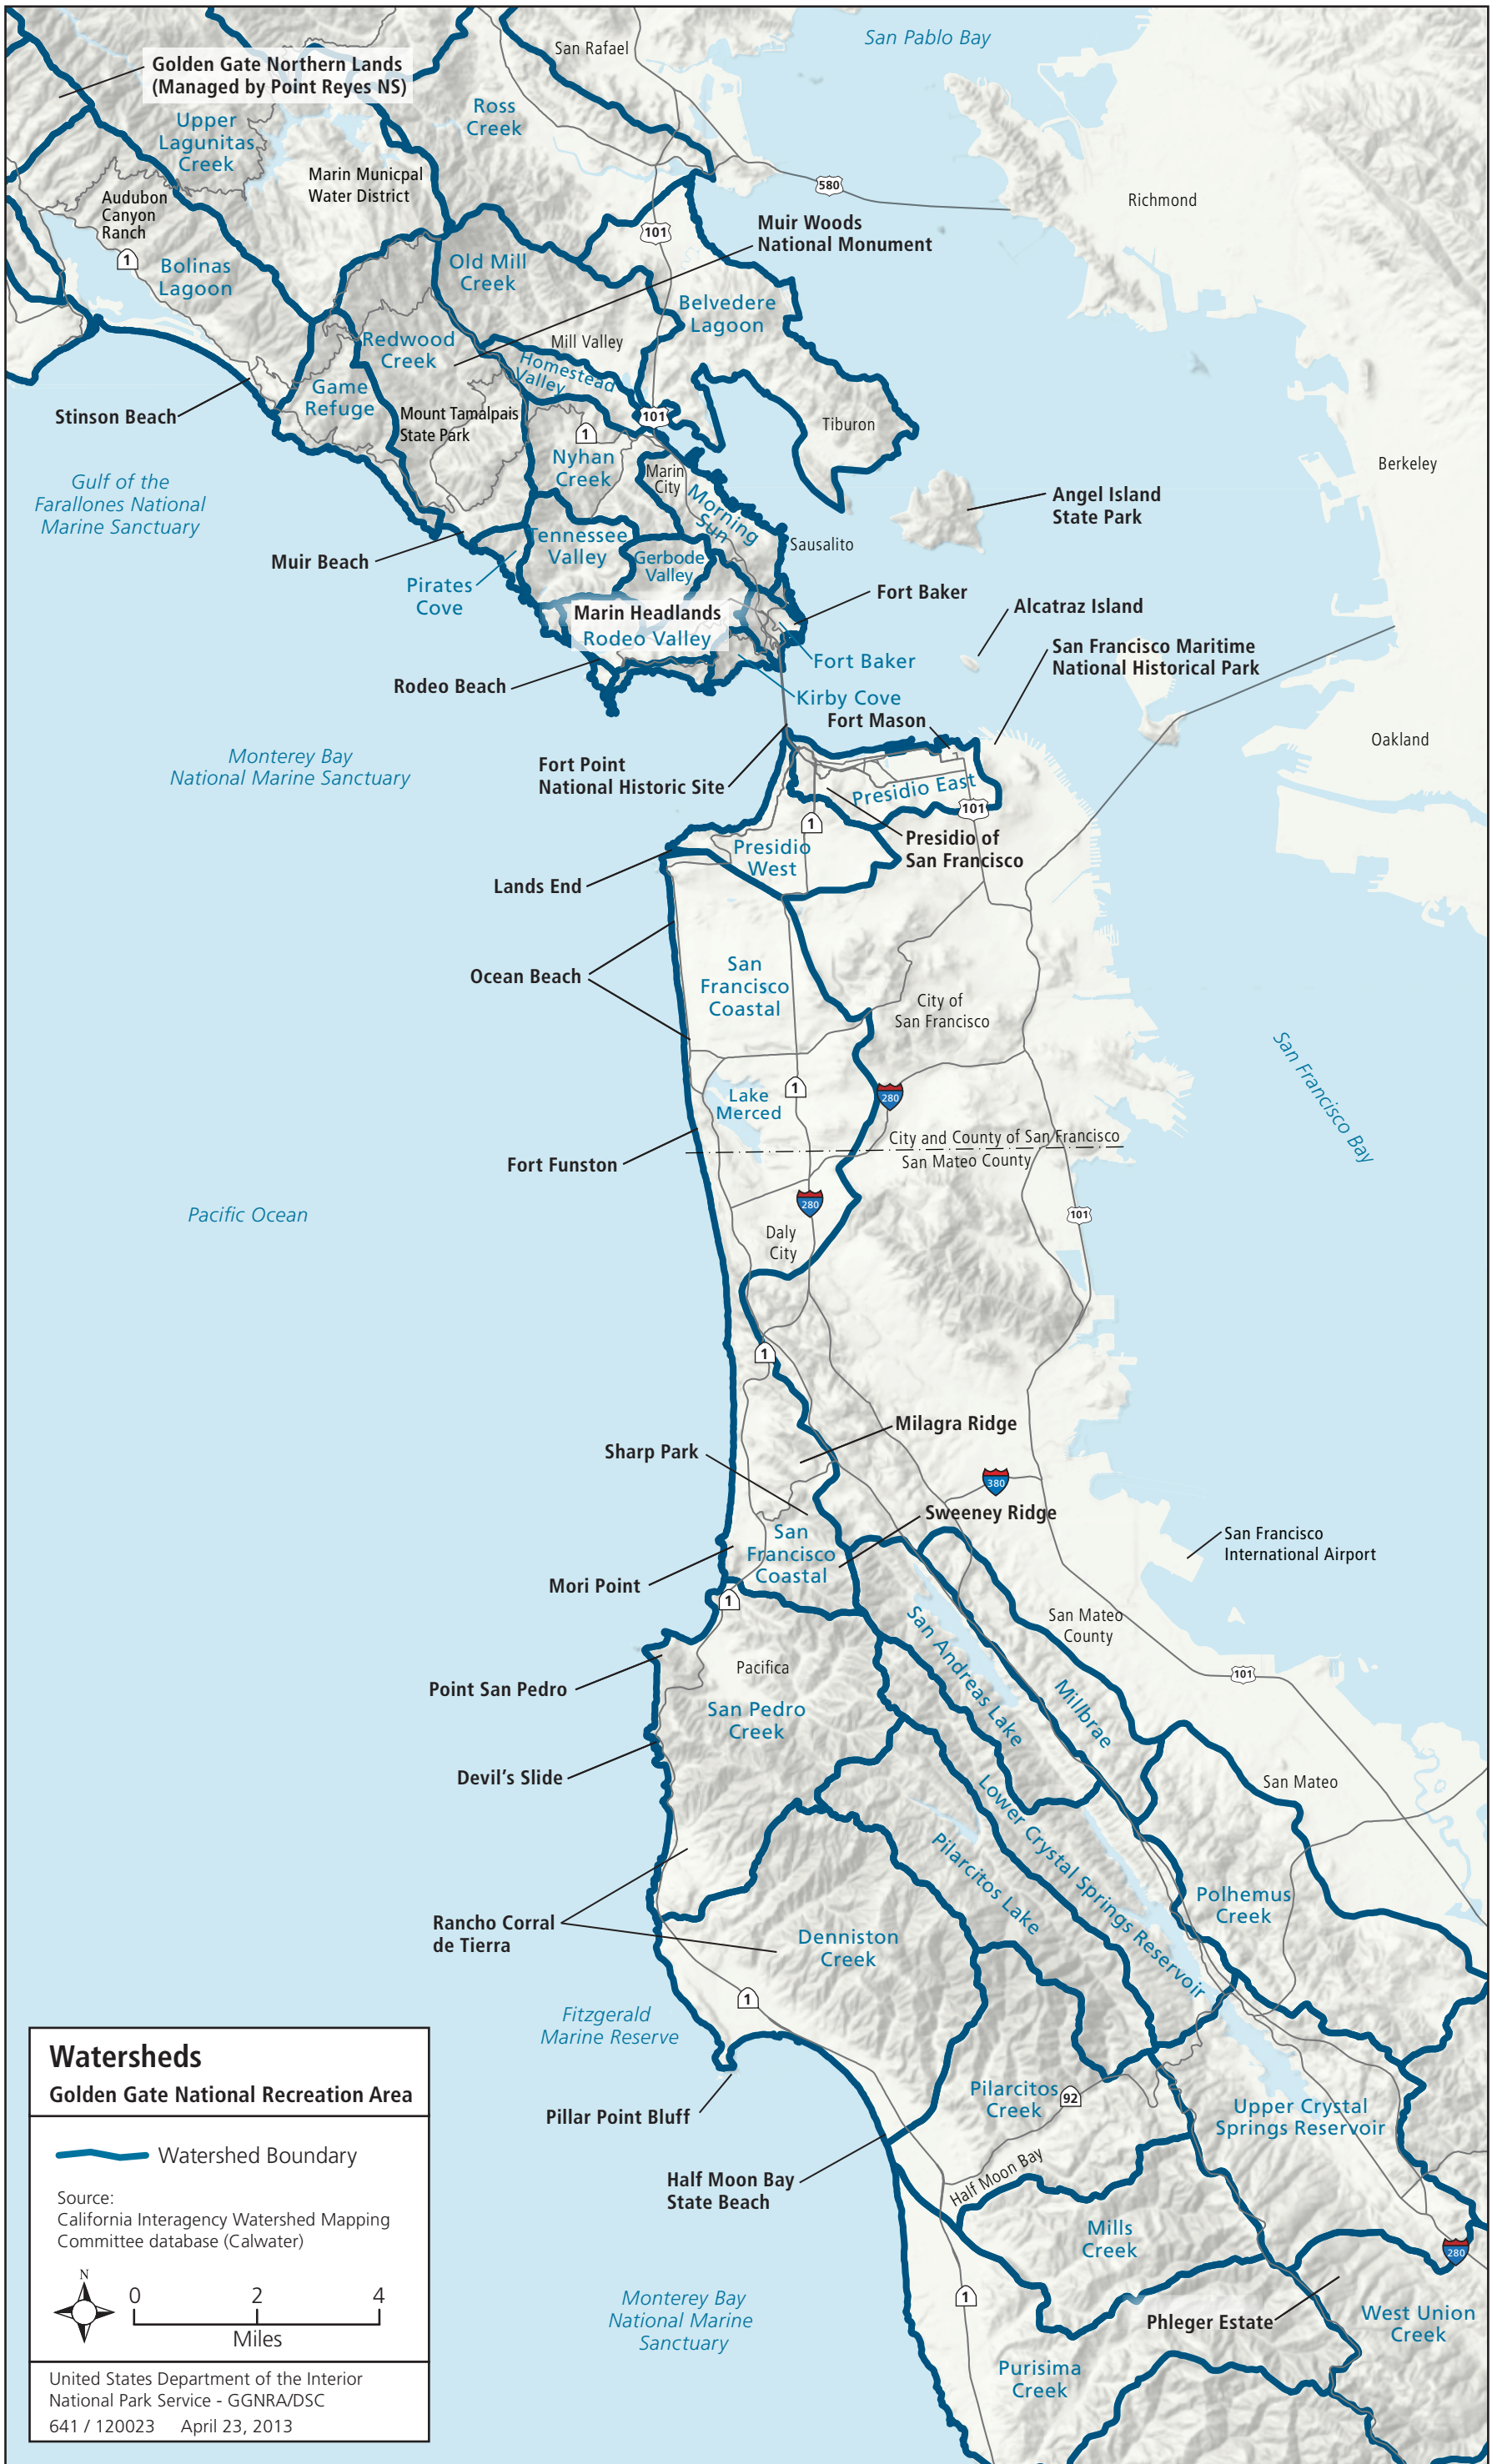 San Pablo Bay
San Rafael
Golden Gate Northern Lands
(Managed by Point Reyes NS)
Ross
Creek
Upper
Lagunitas
Creek
Marin Municpal
Water District
580
Richmond
Audubon
Canyon
Ranch
Muir Woods
National Monument
101
1
Bolinas
Lagoon
Old Mill
Creek
Belvedere
Lagoon
Redwood
Creek
Mill Valley
Homestead
Valley
Game
Refuge
Stinson Beach
Mount Tamalpais
State Park
101
Tiburon
1
Nyhan
Creek
Marin
City
Berkeley
Gulf of the
Farallones National
Marine Sanctuary
Morning
Sun
Angel Island
State Park
Tennessee
Valley
Sausalito
Gerbode
Valley
Muir Beach
Pirates
Cove
Fort Baker
Marin Headlands
Rodeo Valley
Alcatraz Island
San Francisco Maritime
National Historical Park
Fort Baker
Rodeo Beach
Kirby Cove
Fort Mason
Oakland
Monterey Bay
National Marine Sanctuary
Fort Point
National Historic Site
Presidio East
101
1
Presidio of
San Francisco
Presidio
West
Lands End
Ocean Beach
San
Francisco
Coastal
City of
San Francisco
San Francisco Bay
Lake
Merced
1
280
City and County of San Francisco
San Mateo County
Fort Funston
280
101
Pacific Ocean
Daly
City
1
Milagra Ridge
Sharp Park
380
Sweeney Ridge
San
Francisco
Coastal
San Francisco
International Airport
Mori Point
1
San Mateo
County
San Andreas Lake
Pacifica
101
Point San Pedro
San Pedro
Creek
Millbrae
Devil's Slide
San Mateo
Lower Crystal Springs Reservoir
Pilarcitos Lake
Polhemus
Creek
Rancho Corral
de Tierra
Denniston
Creek
1
Fitzgerald
Marine Reserve
Pilarcitos
Creek
92
Upper Crystal
Springs Reservoir
Pillar Point Bluff
Half Moon Bay
State Beach
Half Moon Bay
Mills
Creek
280
1
Monterey Bay
National Marine
Sanctuary
Phleger Estate
West Union
Creek
Purisima
Creek
Watersheds
Golden Gate National Recreation Area
Watershed Boundary
Source:
California Interagency Watershed Mapping
Committee database (Calwater)
N
0 2 4
Miles
United States Department of the Interior
National Park Service - GGNRA/DSC
641 / 120023 April 23, 2013